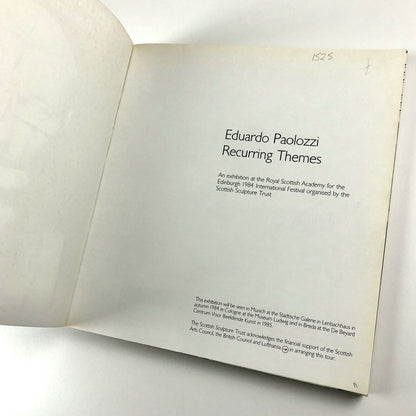 1525
Eduardo Paolozzi
Recurring Themes
An exhibition at the Royal Scottish Academy for the
Edinburgh 1984 International Festival organised by the
Scottish Sculpture Trust
This exhibition will be seen in Munich at the Stadtische Galerie in Lenbachhaus in
autumn 1984 in Cologne at the Museum Ludwig and in Breda at the De Beyard
Centrum Voor Beeldende Kunst in 1985.
The Scottish Sculpture Trust acknowledges the financial support of the Scottish
Arts Council, the British Council and Lufthansa in arranging this tour.